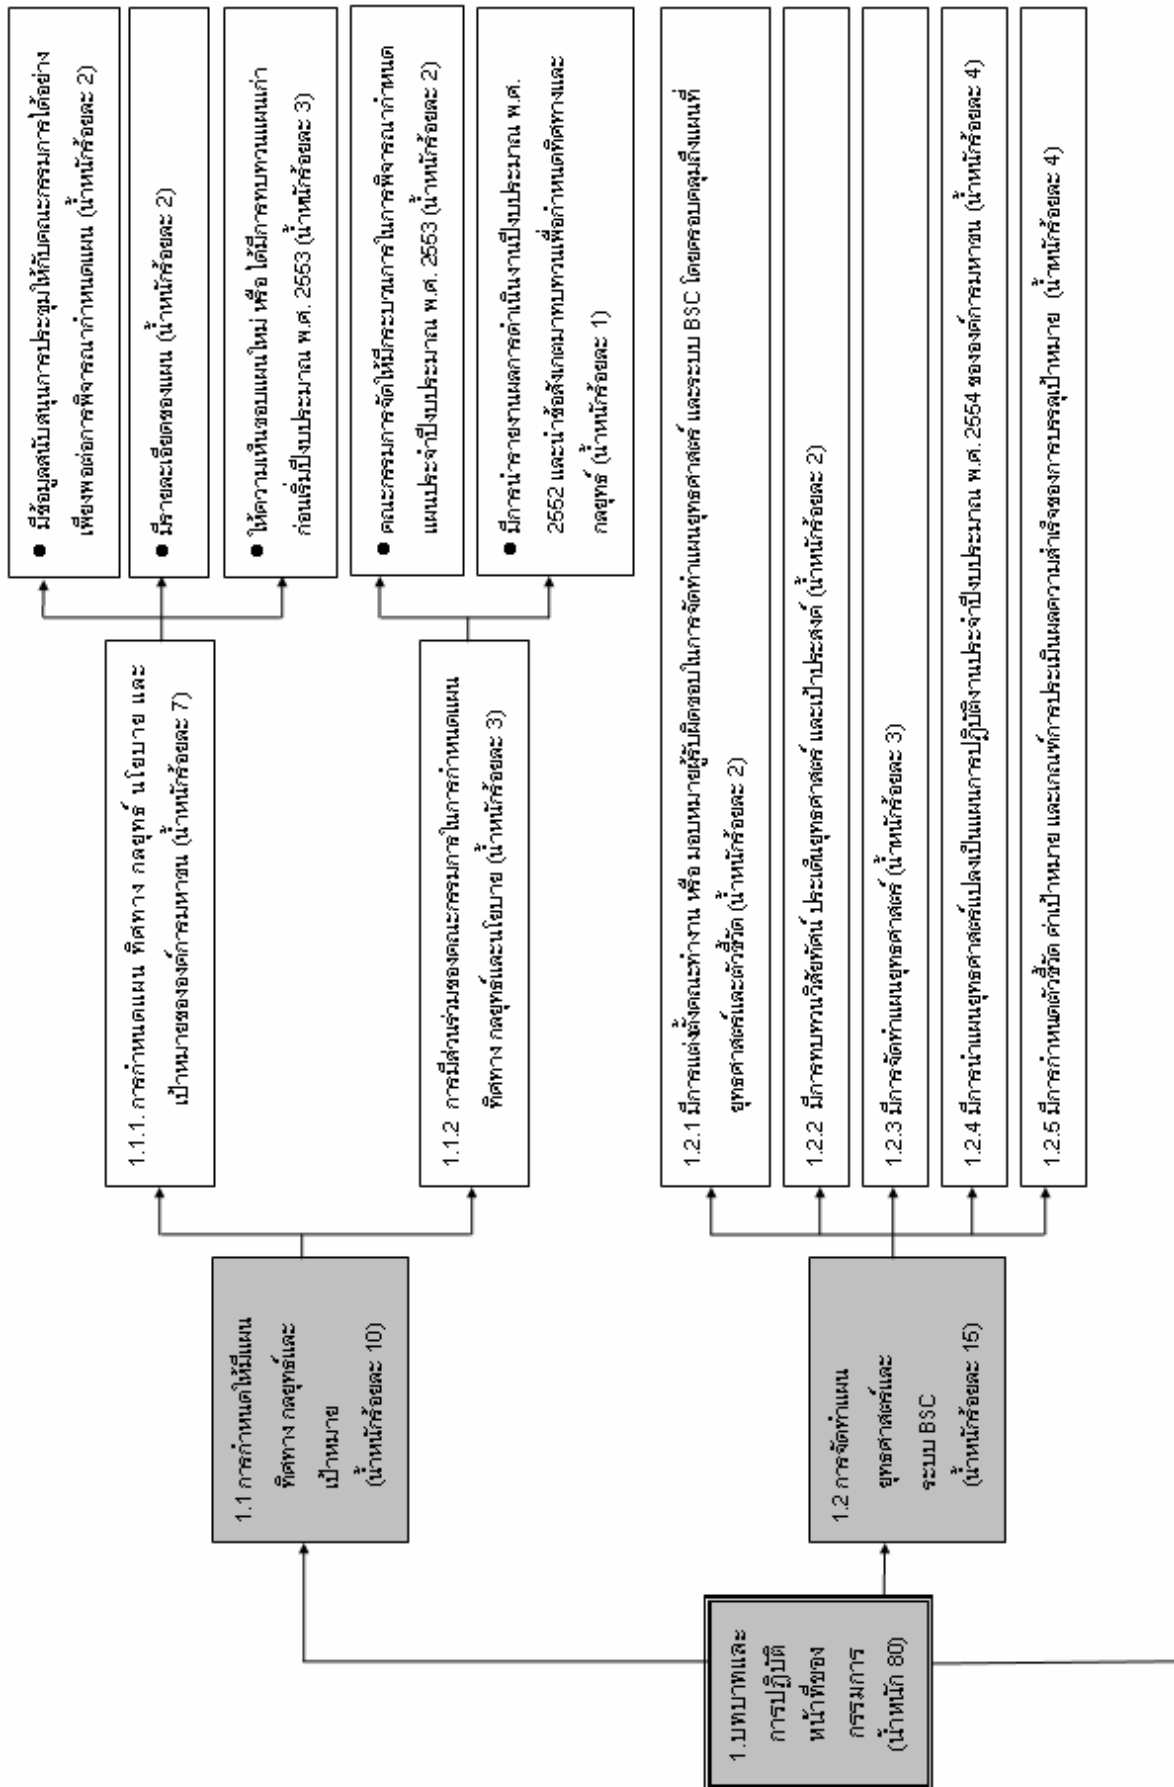 1.บทบาทและ
การปฏิบัติ
หน้าที่ของ
กรรมการ
(น้ำหนัก 80)
1.1 การกำหนดให้มีแผน
ทิศทาง กลยุทธ์และ
เป้าหมาย
(น้ำหนักร้อยละ 10)
1.1.1. การกำหนดแผน ทิศทาง กลยุทธ์ นโยบาย และ
เป้าหมายขององค์การมหาชน (น้ำหนักร้อยละ 7)
● มีข้อมูลสนับสนุนการประชุมให้กับคณะกรรมการได้อย่าง
เพียงพอต่อการพิจารณากำหนดแผน (น้ำหนักร้อยละ 2)
● มีรายละเอียดของแผน (น้ำหนักร้อยละ 2)
● ให้ความเห็นชอบแผนใหม่ หรือ ได้มีการทบทวนแผนเก่า
ก่อนเริ่มปีงบประมาณ พ.ศ. 2553 (น้ำหนักร้อยละ 3)
1.1.2 การมีส่วนร่วมของคณะกรรมการในการกำหนดแผน
ทิศทาง กลยุทธ์และนโยบาย (น้ำหนักร้อยละ 3)
● คณะกรรมการจัดให้มีกระบวนการในการพิจารณากำหนด
แผนประจำปีงบประมาณ พ.ศ. 2553 (น้ำหนักร้อยละ 2)
● มีการนำรายงานผลการดำเนินงานปีงบประมาณ พ.ศ.
2552 และนำข้อสังเกตมาทบทวนเพื่อกำหนดทิศทางและ
กลยุทธ์ (น้ำหนักร้อยละ 1)
1.2 การจัดทำแผน
ยุทธศาสตร์และ
ระบบ BSC
(น้ำหนักร้อยละ 15)
1.2.1 มีการแต่งตั้งคณะทำงาน หรือ มอบหมายผู้รับผิดชอบในการจัดทำแผนยุทธศาสตร์ และระบบ BSC โดยครอบคลุมถึงแผนที่
ยุทธศาสตร์และตัวชี้วัด (น้ำหนักร้อยละ 2)
1.2.2 มีการทบทวนวิสัยทัศน์ ประเด็นยุทธศาสตร์ และเป้าประสงค์ (น้ำหนักร้อยละ 2)
1.2.3 มีการจัดทำแผนยุทธศาสตร์ (น้ำหนักร้อยละ 3)
1.2.4 มีการนำแผนยุทธศาสตร์แปลงเป็นแผนการปฏิบัติงานประจำปีงบประมาณ พ.ศ. 2554 ขององค์การมหาชน (น้ำหนักร้อยละ 4)
1.2.5 มีการกำหนดตัวชี้วัด ค่าเป้าหมาย และเกณฑ์การประเมินผลความสำเร็จของการบรรลุเป้าหมาย (น้ำหนักร้อยละ 4)